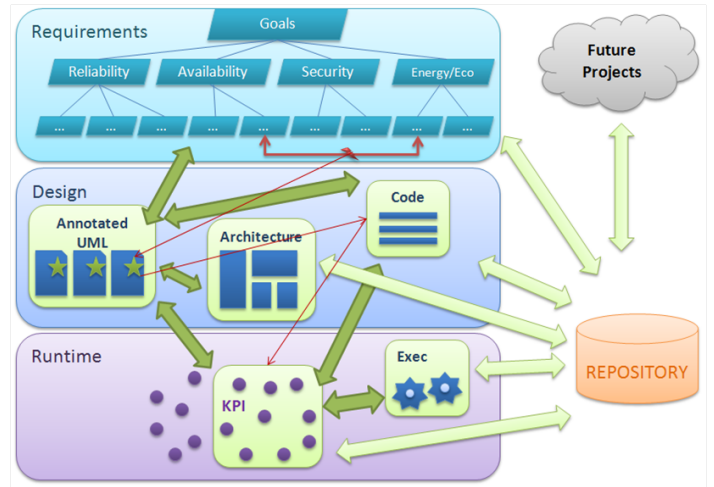 Requirements
Goals
Reliability
Availability
Security
Energy/Eco
...
...
...
...
...
...
...
...
...
Future
Projects
Design
Annotated
UML
Architecture
Code
Runtime
KPI
Exec
REPOSITORY